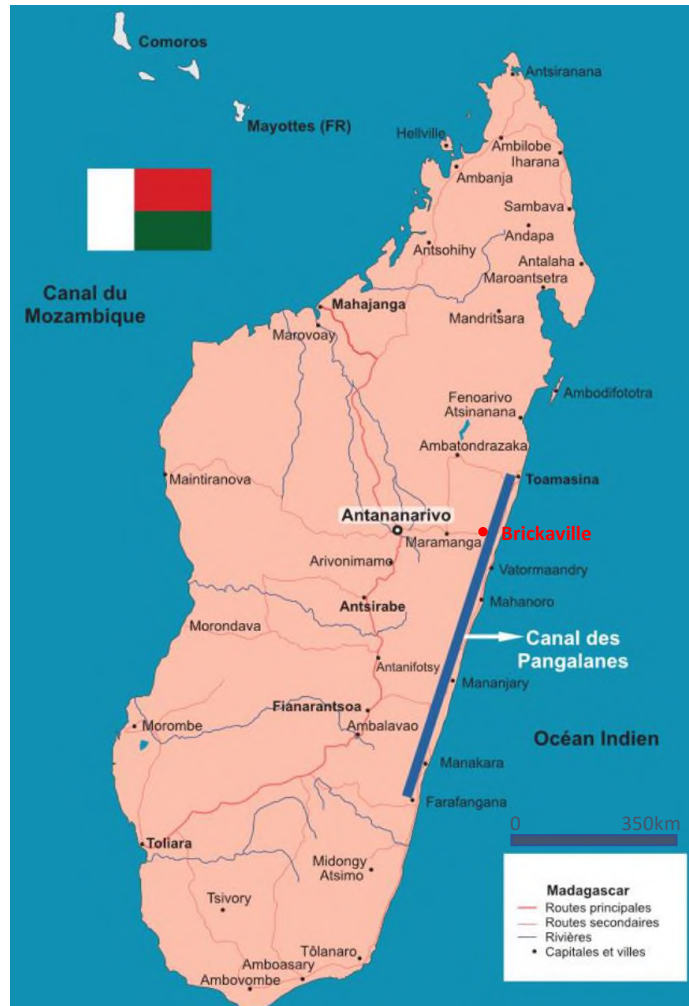 Comoros
Antsiranana
Mayottes (FR)
Hellville
Ambilobe
Iharana
Ambanja
Sambava
Andapa
Antsohihy
Antalaha
Maroantsetra
Canal du
Mozambique
Mahajanga
Mandritsara
Marovoay
Fenoarivo
Atsinanana
Ambodifototra
Ambatondrazaka
Maintiranova
Toamasina
Antananarivo
Maramanga
Brickaville
Arivonimamo
Vatormaandry
Antsirabe
Mahanoro
Morondava
Canal des
Pangalanes
Antanifotsy
Mananjary
Fianarantsoa
Morombe
Ambalavao
Océan Indien
Manakara
Farafangana
0 350km
Toliara
Midongy
Atsimo
Tsivory
Tôlanaro
Amboasary
Ambovombe
Madagascar
Routes principales
Routes secondaires
Rivières
Capitales et villes